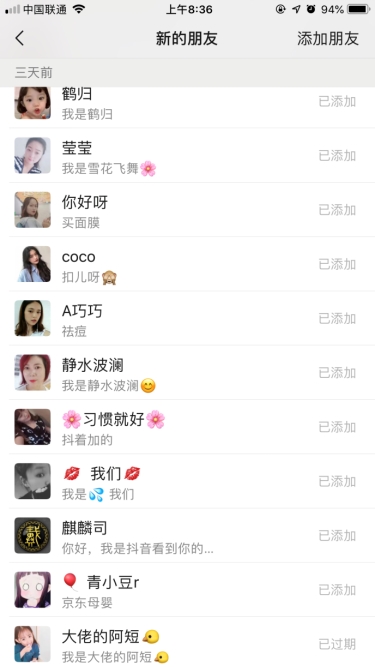 中国联通 上午8:36 94%
新的朋友 添加朋友
三天前
鹤归
我是鹤归 已添加
莹莹
我是雪花飞舞🌸 已添加
你好呀
买面膜 已添加
coco
扣儿呀🙈 已添加
A巧巧
祛痘 已添加
静水波澜
我是静水波澜😊 已添加
🌸习惯就好🌸
抖着加的 已添加
💋 我们💋
我是💦 我们 已添加
麒麟司
你好，我是抖音看到你的... 已添加
🎈 青小豆r
京东母婴 已添加
大佬的阿短🐤
我是大佬的阿短🐤 已过期